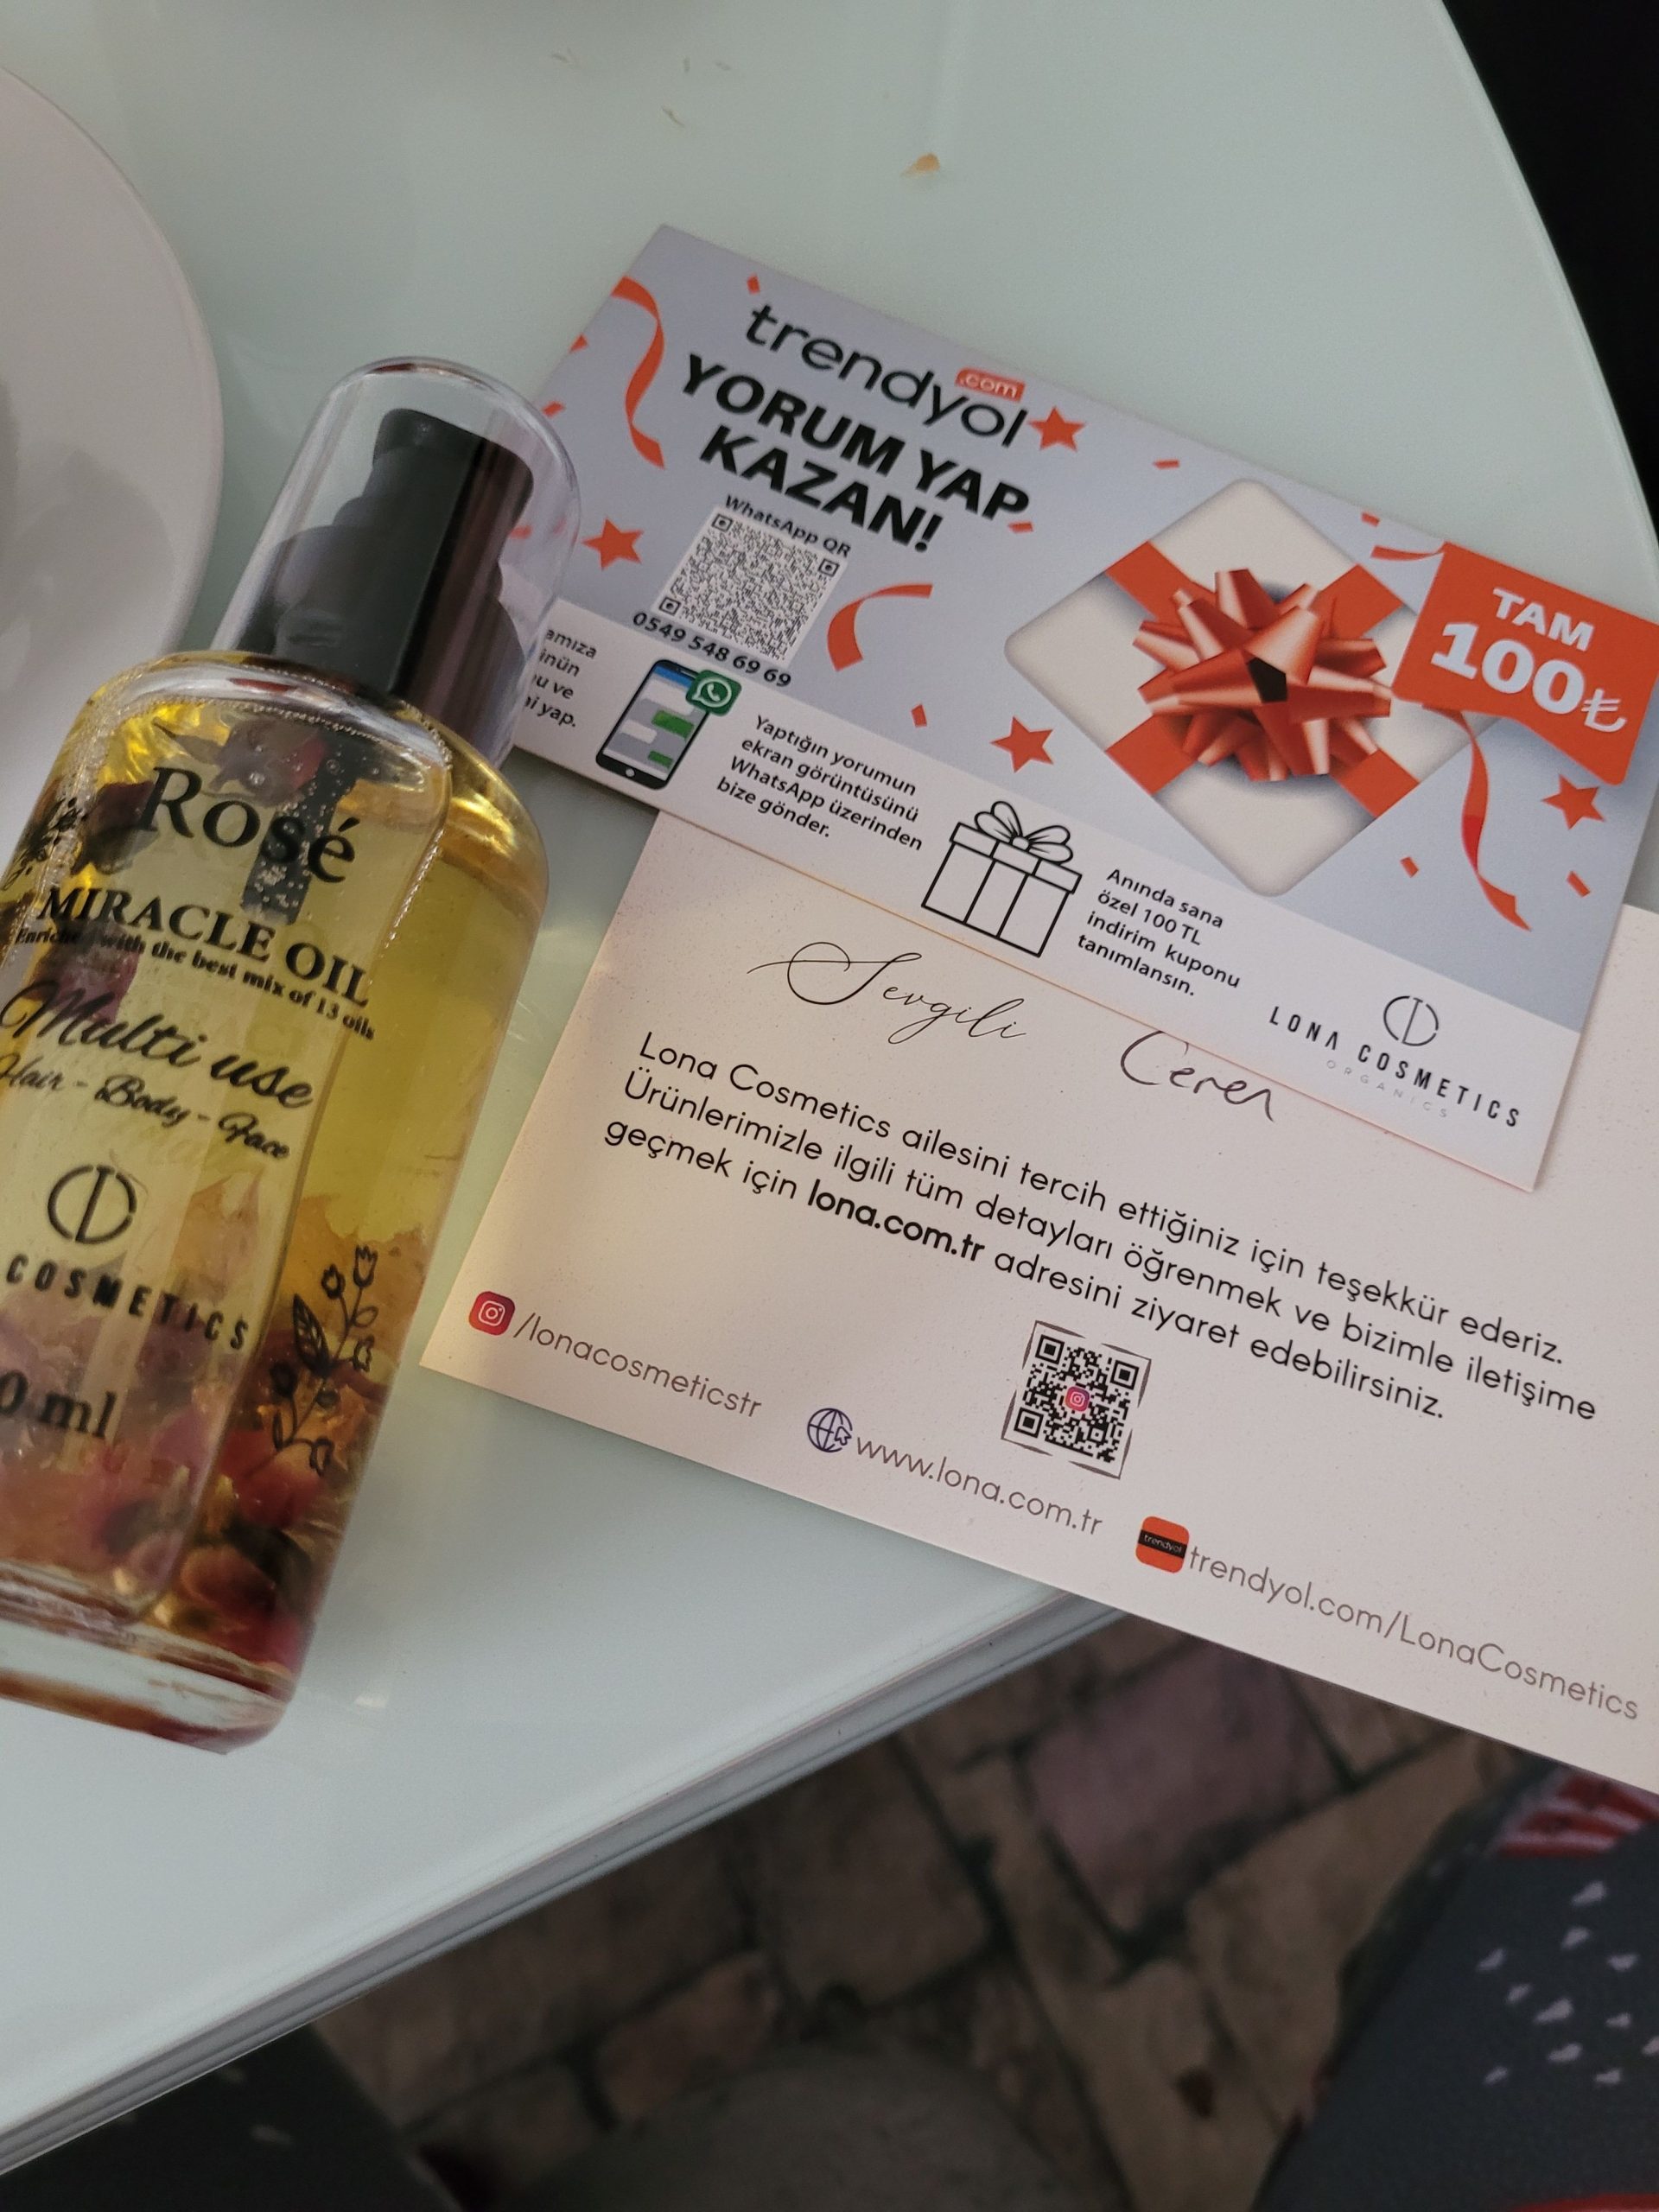 trendyol
.com
YORUM YAP
KAZAN!
WhatsApp QR
0549 548 69 69
TAM
100₺
ve
yap.
Yaptığın yorumun
ekran görüntüsünü
WhatsApp üzerinden
bize gönder.
Anında sana
özel 100 TL
indirim kuponu
tanımlansın.
LONA COSMETICS
ORGANICS
Rosé
MIRACLE OIL
Enriched with the best mix of 13 oils
Multi use
Hair - Body - Face
COSMETICS
ml
Sevgili Ceren
Lona Cosmetics ailesini tercih ettiğiniz için teşekkür ederiz.
Ürünlerimizle ilgili tüm detayları öğrenmek ve bizimle iletişime
geçmek için lona.com.tr adresini ziyaret edebilirsiniz.
/lonacosmeticstr
www.lona.com.tr
trendyol
trendyol.com/LonaCosmetics